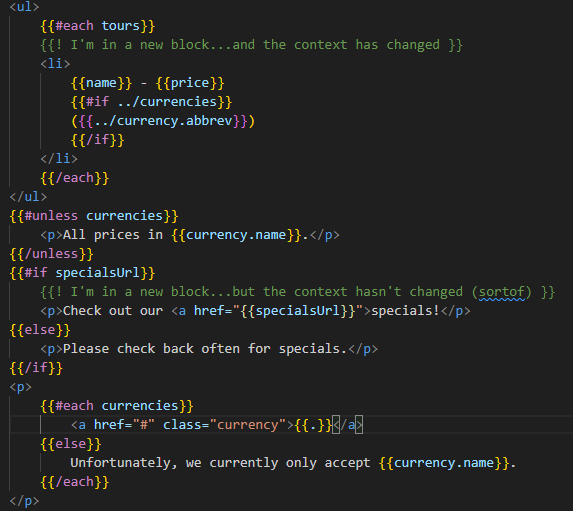 <ul>
    {{#each tours}}
    {{! I'm in a new block...and the context has changed }}
    <li>
        {{name}} - {{price}}
        {{#if ../currencies}}
        ({{../currency.abbrev}})
        {{/if}}
    </li>
    {{/each}}
</ul>
{{#unless currencies}}
    <p>All prices in {{currency.name}}.</p>
{{/unless}}
{{#if specialsUrl}}
    {{! I'm in a new block...but the context hasn't changed (sortof) }}
    <p>Check out our <a href="{{specialsUrl}}">specials!</p>
{{else}}
    <p>Please check back often for specials.</p>
{{/if}}
<p>
    {{#each currencies}}
        <a href="#" class="currency">{{.}}</a>
    {{else}}
        Unfortunately, we currently only accept {{currency.name}}.
    {{/each}}
</p>